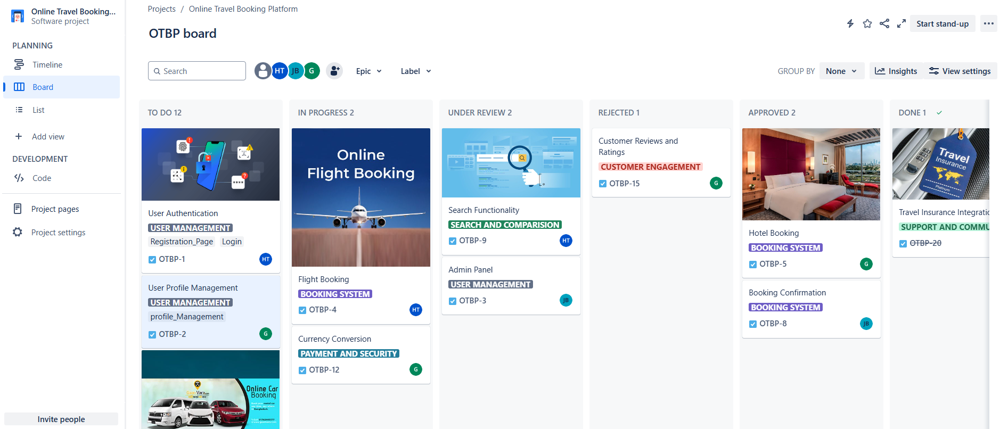 Online Travel Booking...
Software project
PLANNING
Timeline
Board
List
Add view
DEVELOPMENT
Code
Project pages
Project settings
Invite people
Projects / Online Travel Booking Platform
OTBP board
Start stand-up
Search
HT
JB
G
Epic
Label
GROUP BY
None
Insights
View settings
TO DO 12
User Authentication
USER MANAGEMENT
Registration_Page Login
OTBP-1
HT
User Profile Management
USER MANAGEMENT
profile_Management
OTBP-2
G
Online Car
Booking
IN PROGRESS 2
Online
Flight Booking
Flight Booking
BOOKING SYSTEM
OTBP-4
HT
Currency Conversion
PAYMENT AND SECURITY
OTBP-12
G
UNDER REVIEW 2
Search Functionality
SEARCH AND COMPARISION
OTBP-9
HT
Admin Panel
USER MANAGEMENT
OTBP-3
JB
REJECTED 1
Customer Reviews and
Ratings
CUSTOMER ENGAGEMENT
OTBP-15
G
APPROVED 2
Hotel Booking
BOOKING SYSTEM
OTBP-5
G
Booking Confirmation
BOOKING SYSTEM
OTBP-8
JB
DONE 1
Travel
Insurance
Platinum
Travel Insurance Integratio
SUPPORT AND COMMU
OTBP-20